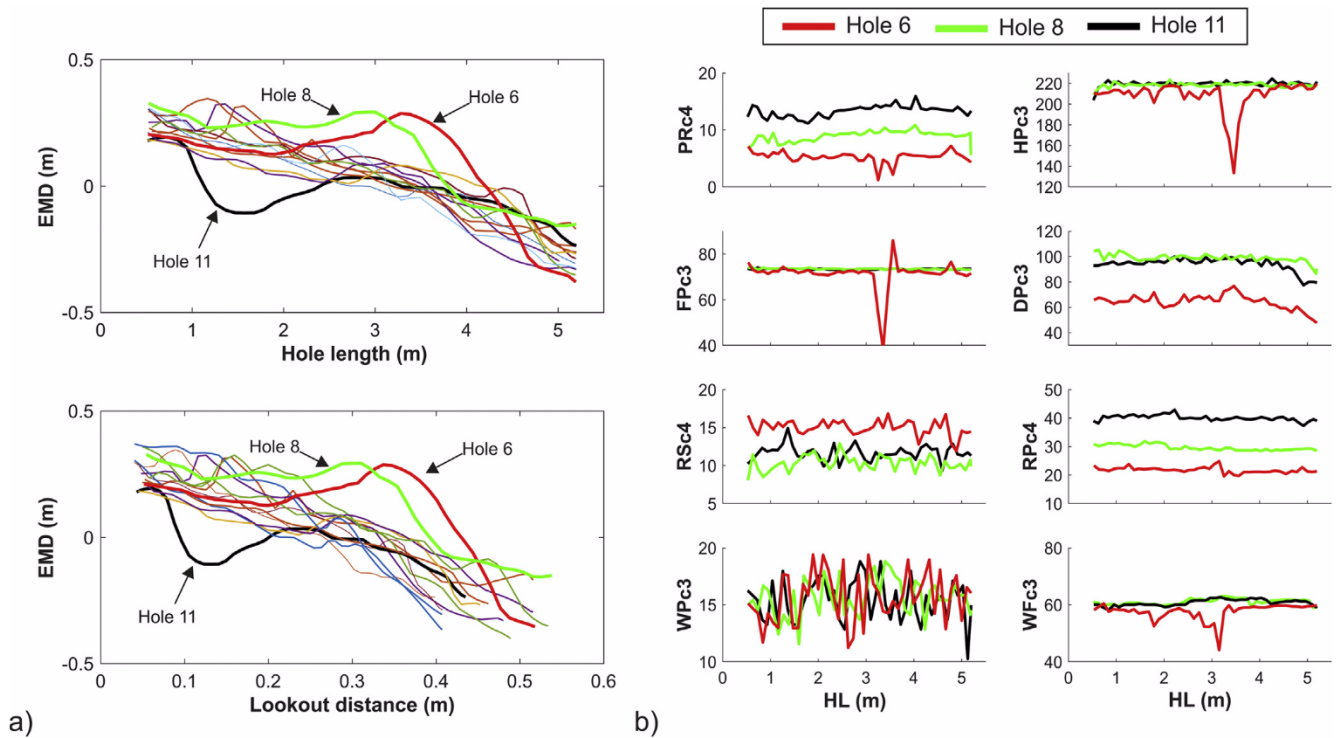 Hole 6 Hole 8 Hole 11
0.5
0
-0.5
EMD (m)
Hole 8
Hole 6
Hole 11
0 1 2 3 4 5
Hole length (m)
0.5
0
-0.5
EMD (m)
Hole 8
Hole 6
Hole 11
0 0.1 0.2 0.3 0.4 0.5 0.6
Lookout distance (m)
a)
20
15
10
5
0
PRc4
220
200
180
160
140
120
HPc3
80
60
40
FPc3
120
100
80
60
40
DPc3
20
15
10
5
RSc4
50
40
30
20
10
RPc4
20
15
10
WPc3
0 1 2 3 4 5
HL (m)
80
60
40
WFc3
0 1 2 3 4 5
HL (m)
b)